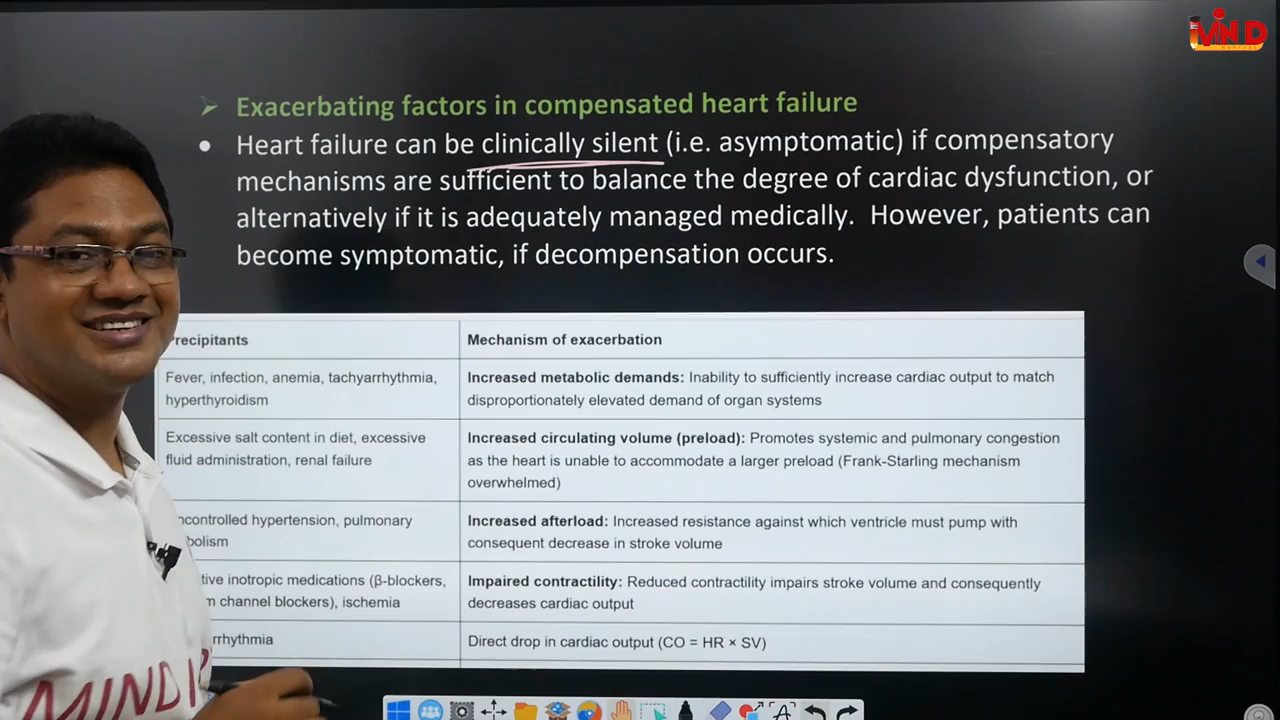 MIND
Exacerbating factors in compensated heart failure
Heart failure can be clinically silent (i.e. asymptomatic) if compensatory
mechanisms are sufficient to balance the degree of cardiac dysfunction, or
alternatively if it is adequately managed medically. However, patients can
become symptomatic, if decompensation occurs.
recipitants Mechanism of exacerbation
Fever, infection, anemia, tachyarrhythmia, Increased metabolic demands: Inability to sufficiently increase cardiac output to match
hyperthyroidism disproportionately elevated demand of organ systems
Excessive salt content in diet, excessive Increased circulating volume (preload): Promotes systemic and pulmonary congestion
fluid administration, renal failure as the heart is unable to accommodate a larger preload (Frank-Starling mechanism
overwhelmed)
ncontrolled hypertension, pulmonary Increased afterload: Increased resistance against which ventricle must pump with
bolism consequent decrease in stroke volume
tive inotropic medications (β-blockers, Impaired contractility: Reduced contractility impairs stroke volume and consequently
channel blockers), ischemia decreases cardiac output
rrhythmia Direct drop in cardiac output (CO = HR × SV)
MIND